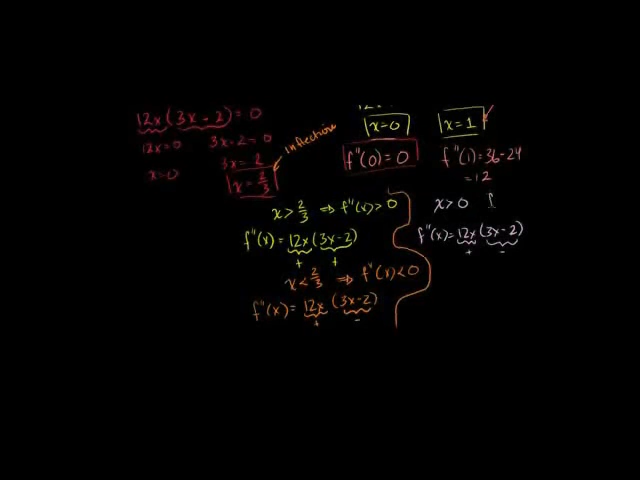 12x(3x-2)=0
12x=0 3x-2=0
3x=2
x=0 x=2/3
inflection
x=0 x=1
f''(0)=0 f''(1)=36-24
=12
x>2/3 ⇒ f''(x)>0
f''(x)=12x(3x-2)
+ +
x<2/3 ⇒ f''(x)<0
f''(x)=12x(3x-2)
+ -
x>0
f''(x)=12x(3x-2)
+ -